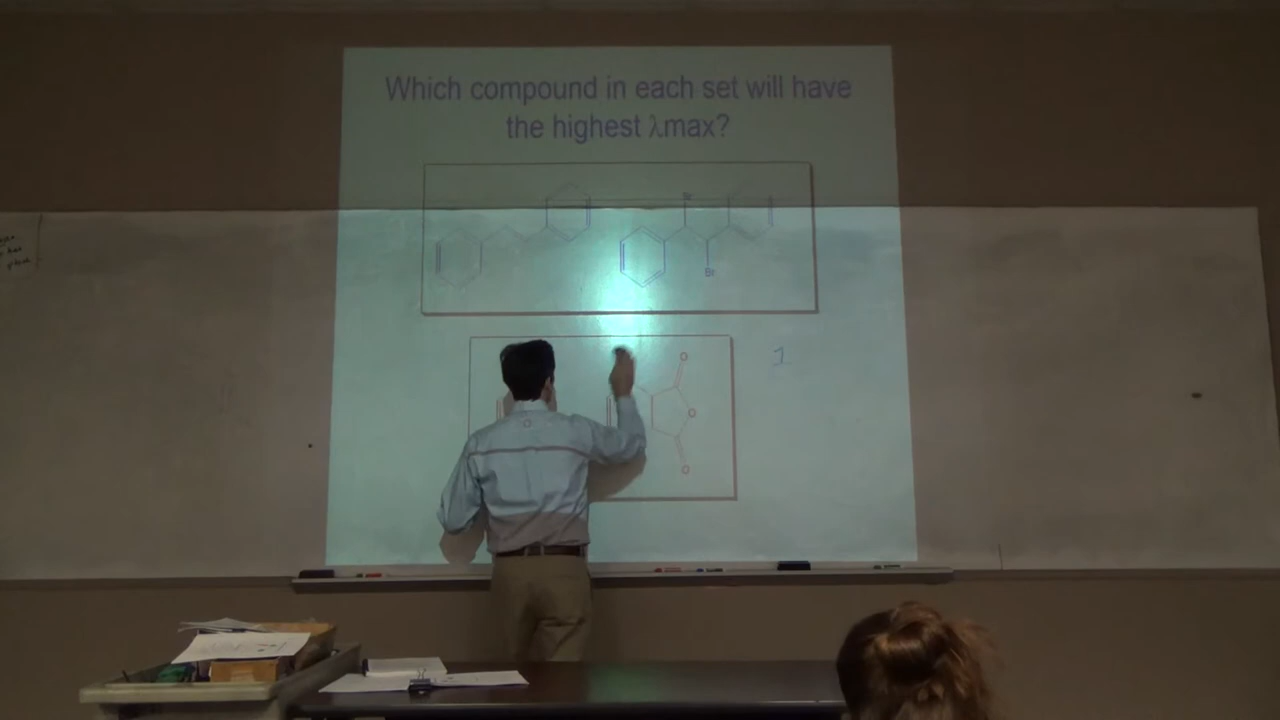 Which compound in each set will have
the highest λmax?
Br
Br
O
O
O
O
1